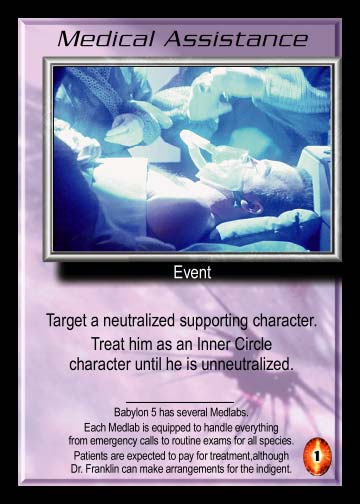 Medical Assistance
Event
Target a neutralized supporting character.
Treat him as an Inner Circle
character until he is unneutralized.
Babylon 5 has several Medlabs.
Each Medlab is equipped to handle everything
from emergency calls to routine exams for all species.
Patients are expected to pay for treatment,although
Dr. Franklin can make arrangements for the indigent.
1